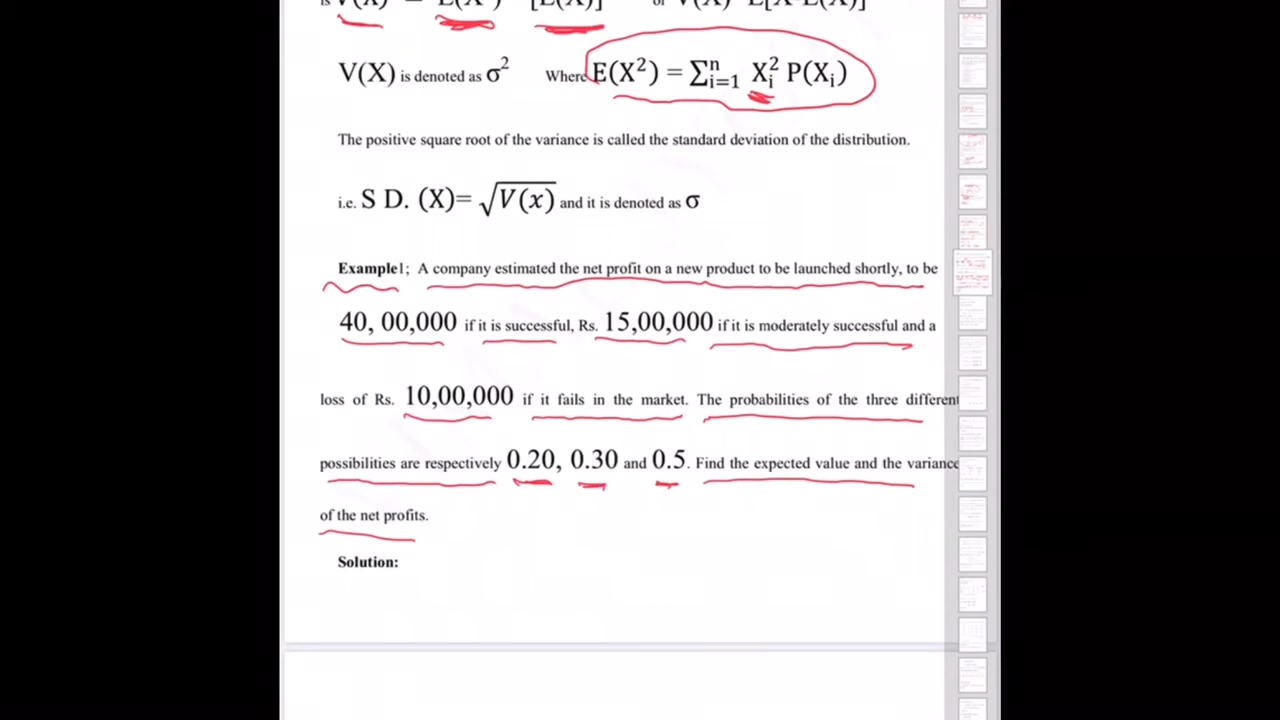 is V(X) = E(X²) [E(X)] or V(X) E[X-E(X)]
V(X) is denoted as σ² Where E(X²) = ∑ⁿᵢ₌₁ Xᵢ² P(Xᵢ)
The positive square root of the variance is called the standard deviation of the distribution.
i.e. S D. (X)= √V(x) and it is denoted as σ
Example1; A company estimated the net profit on a new product to be launched shortly, to be
40, 00,000 if it is successful, Rs. 15,00,000 if it is moderately successful and a
loss of Rs. 10,00,000 if it fails in the market. The probabilities of the three different
possibilities are respectively 0.20, 0.30 and 0.5. Find the expected value and the variance
of the net profits.
Solution: